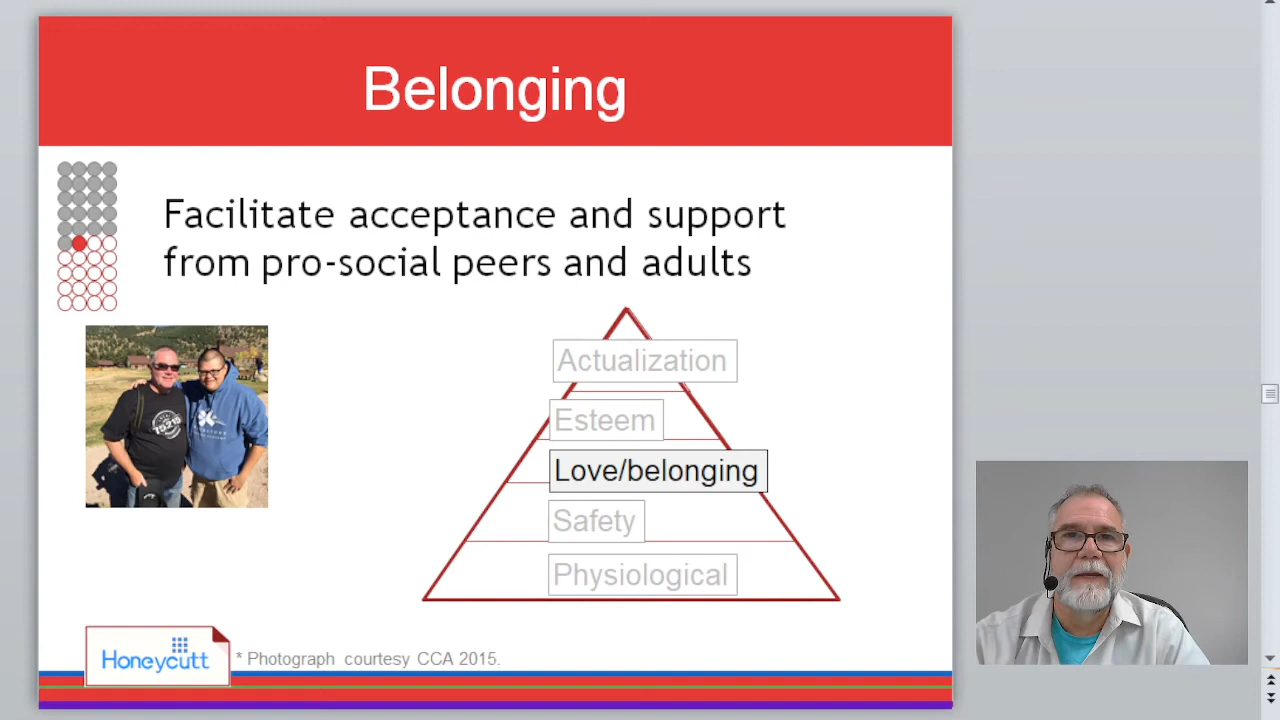 Belonging
Facilitate acceptance and support
from pro-social peers and adults
Actualization
Esteem
Love/belonging
Safety
Physiological
Honeycutt
* Photograph courtesy CCA 2015.